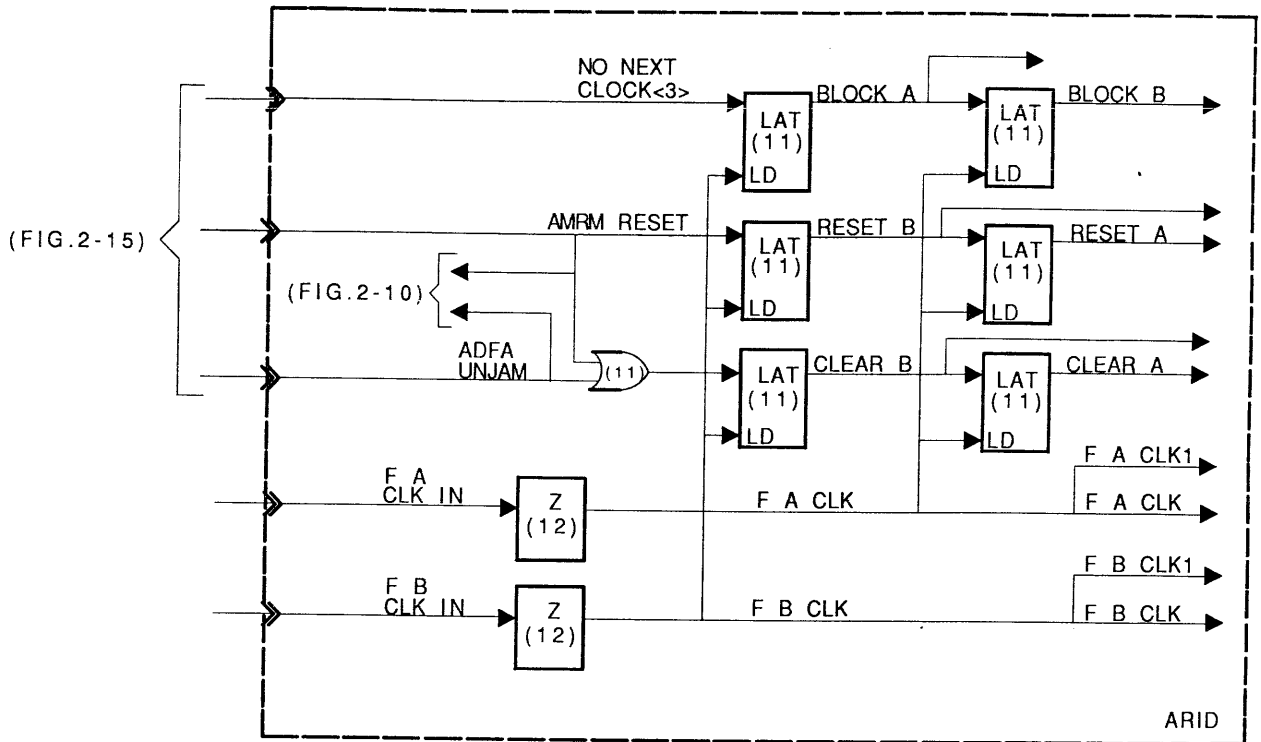 NO NEXT
CLOCK<3>
BLOCK A
BLOCK B
LAT
(11)
LD
LAT
(11)
LD
(FIG.2-15)
AMRM RESET
RESET B
RESET A
LAT
(11)
LD
LAT
(11)
LD
(FIG.2-10)
ADFA
UNJAM
(11)
CLEAR B
CLEAR A
LAT
(11)
LD
LAT
(11)
LD
F A
CLK IN
Z
(12)
F A CLK
F A CLK1
F A CLK
F B
CLK IN
Z
(12)
F B CLK
F B CLK1
F B CLK
ARID